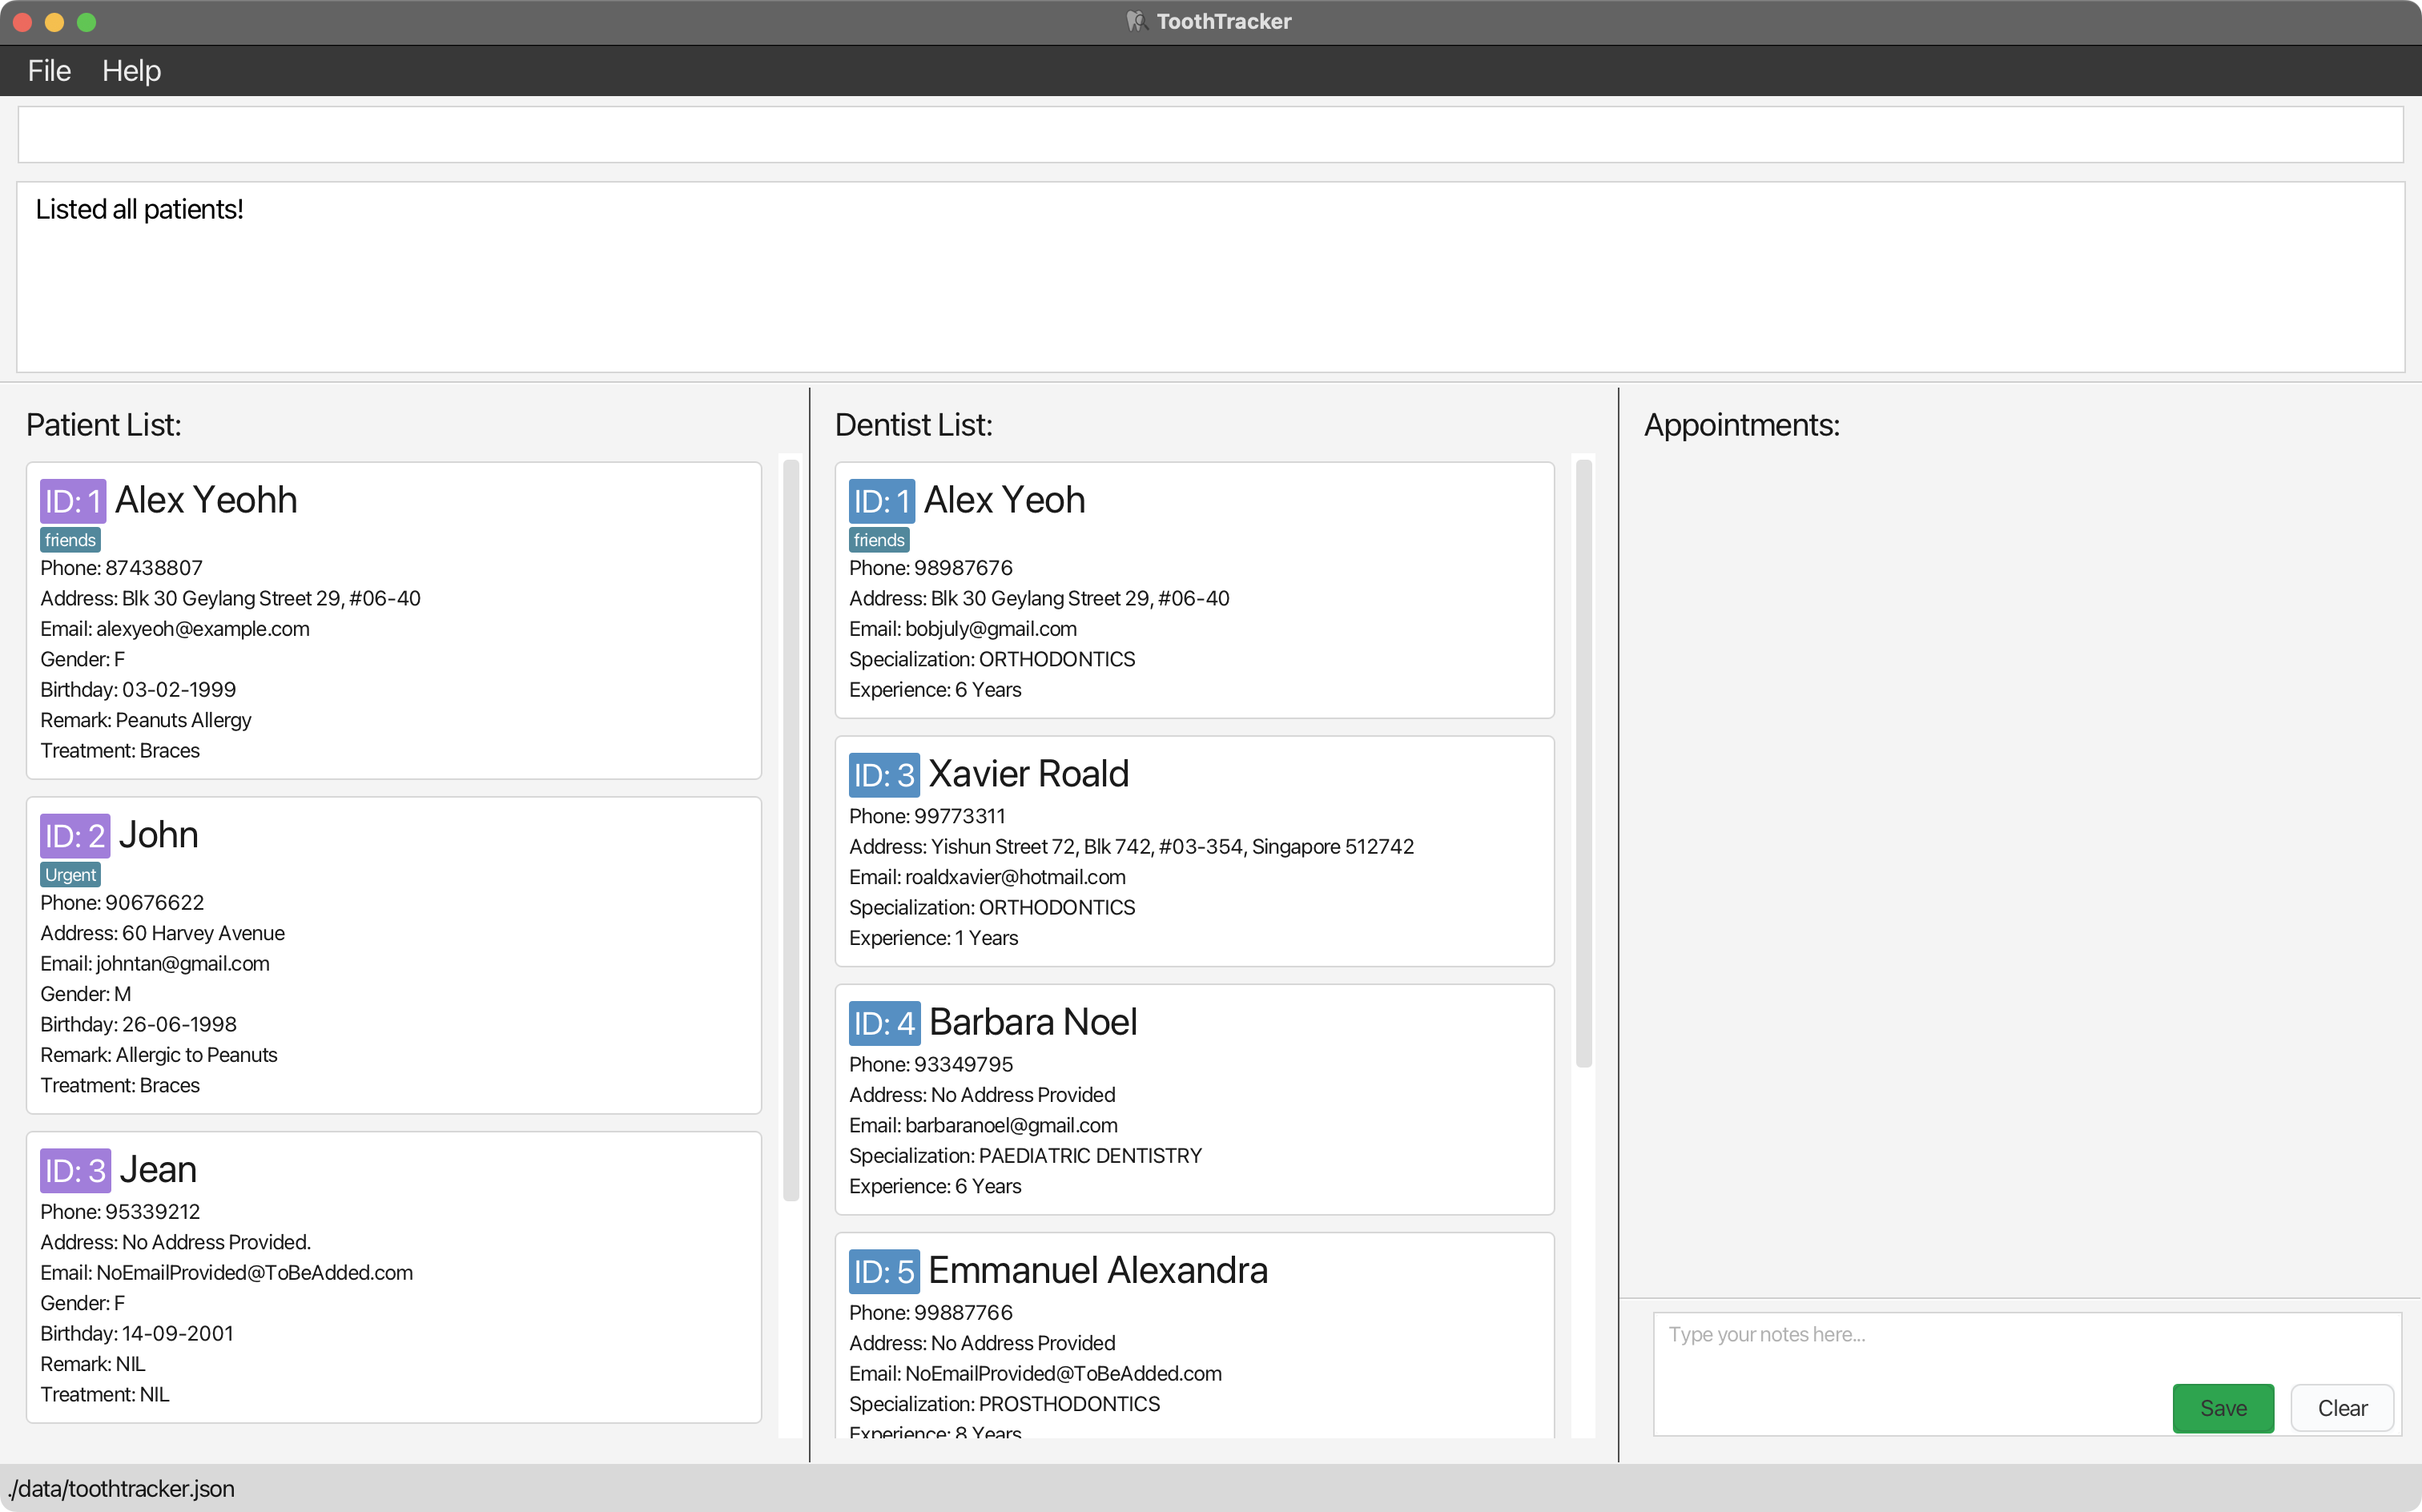 ToothTracker
File Help
Listed all patients!
Patient List:
ID: 1 Alex Yeohh
friends
Phone: 87438807
Address: Blk 30 Geylang Street 29, #06-40
Email: alexyeoh@example.com
Gender: F
Birthday: 03-02-1999
Remark: Peanuts Allergy
Treatment: Braces
ID: 2 John
Urgent
Phone: 90676622
Address: 60 Harvey Avenue
Email: johntan@gmail.com
Gender: M
Birthday: 26-06-1998
Remark: Allergic to Peanuts
Treatment: Braces
ID: 3 Jean
Phone: 95339212
Address: No Address Provided.
Email: NoEmailProvided@ToBeAdded.com
Gender: F
Birthday: 14-09-2001
Remark: NIL
Treatment: NIL
Dentist List:
ID: 1 Alex Yeoh
friends
Phone: 98987676
Address: Blk 30 Geylang Street 29, #06-40
Email: bobjuly@gmail.com
Specialization: ORTHODONTICS
Experience: 6 Years
ID: 3 Xavier Roald
Phone: 99773311
Address: Yishun Street 72, Blk 742, #03-354, Singapore 512742
Email: roaldxavier@hotmail.com
Specialization: ORTHODONTICS
Experience: 1 Years
ID: 4 Barbara Noel
Phone: 93349795
Address: No Address Provided
Email: barbaranoel@gmail.com
Specialization: PAEDIATRIC DENTISTRY
Experience: 6 Years
ID: 5 Emmanuel Alexandra
Phone: 99887766
Address: No Address Provided
Email: NoEmailProvided@ToBeAdded.com
Specialization: PROSTHODONTICS
Experience: 8 Years
Appointments:
Type your notes here...
Save Clear
./data/toothtracker.json